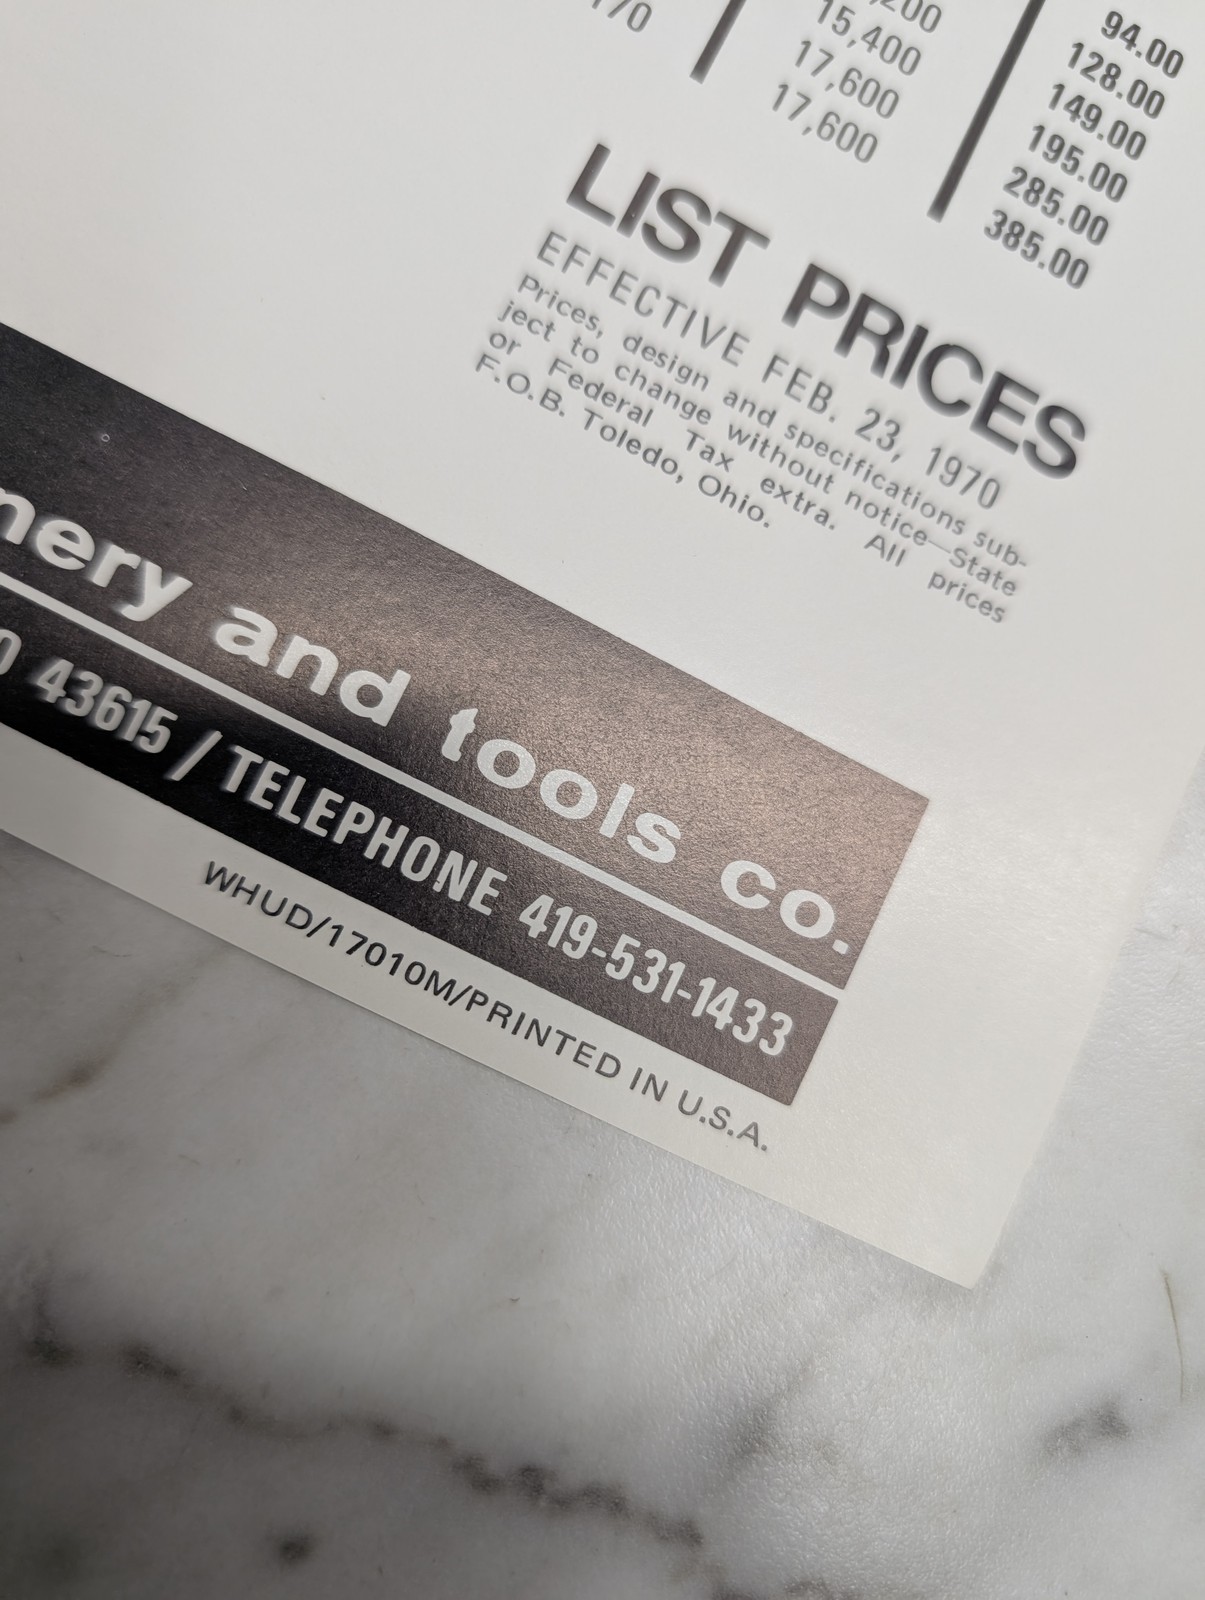 15,400
17,600
17,600
94.00
128.00
149.00
195.00
285.00
385.00
LIST PRICES
EFFECTIVE FEB. 23, 1970
Prices, design and specifications sub-
ject to change without notice—State
or Federal Tax extra. All prices
F.O.B. Toledo, Ohio.
and tools co.
43615 / TELEPHONE 419-531-1433
WHUD/17010M/PRINTED IN U.S.A.